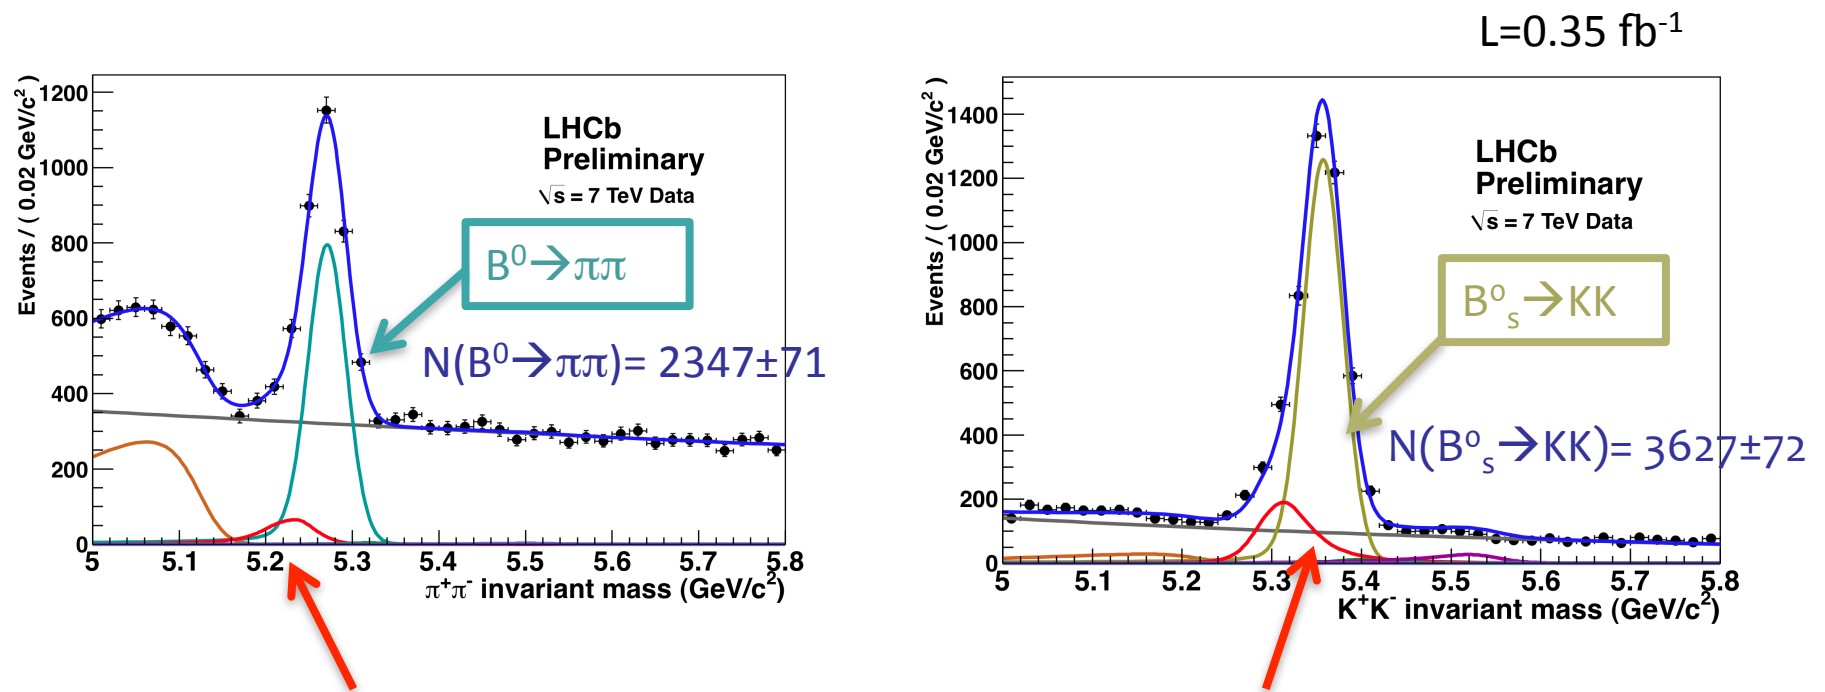 L=0.35 fb-1
Events / ( 0.02 GeV/c2 )
1200
1000
800
600
400
200
0
LHCb
Preliminary
√s = 7 TeV Data
B0→ππ
N(B0→ππ)= 2347±71
5 5.1 5.2 5.3 5.4 5.5 5.6 5.7 5.8
π+π- invariant mass (GeV/c2)
Events / ( 0.02 GeV/c2 )
1400
1200
1000
800
600
400
200
0
LHCb
Preliminary
√s = 7 TeV Data
Bos→KK
N(Bos→KK)= 3627±72
5 5.1 5.2 5.3 5.4 5.5 5.6 5.7 5.8
K+K- invariant mass (GeV/c2)